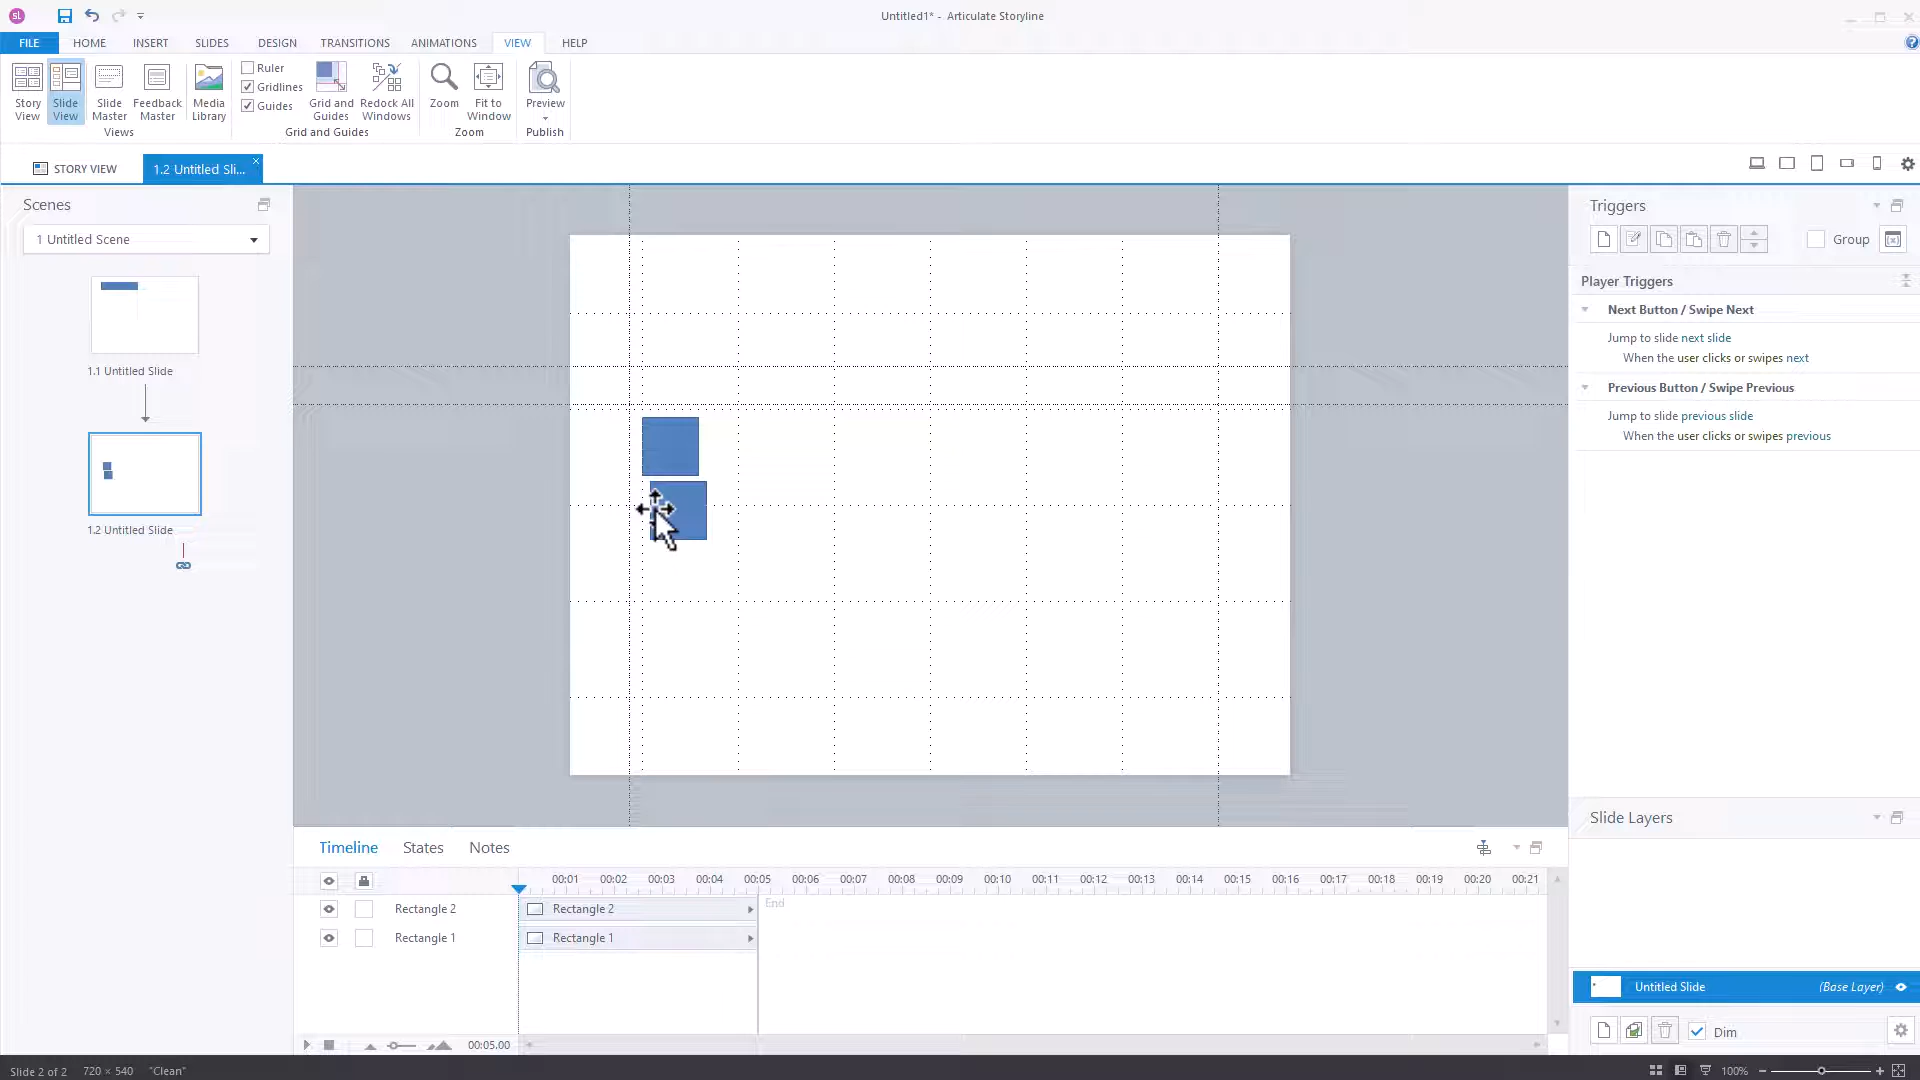 sl
Untitled1* - Articulate Storyline
FILE HOME INSERT SLIDES DESIGN TRANSITIONS ANIMATIONS VIEW HELP
Story View
Slide View
Slide Master
Feedback Master
Views
Media Library
Ruler
Gridlines
Guides
Grid and Guides
Redock All Windows
Grid and Guides
Zoom
Fit to Window
Zoom
Preview
Publish
STORY VIEW
1.2 Untitled Sli...
Scenes
1 Untitled Scene
1.1 Untitled Slide
1.2 Untitled Slide
Triggers
Group
Player Triggers
Next Button / Swipe Next
Jump to slide next slide
When the user clicks or swipes next
Previous Button / Swipe Previous
Jump to slide previous slide
When the user clicks or swipes previous
Timeline States Notes
00:01 00:02 00:03 00:04 00:05 00:06 00:07 00:08 00:09 00:10 00:11 00:12 00:13 00:14 00:15 00:16 00:17 00:18 00:19 00:20 00:21
Rectangle 2 Rectangle 2 End
Rectangle 1 Rectangle 1
00:05.00
Slide Layers
Untitled Slide (Base Layer)
Dim
Slide 2 of 2 720 × 540 "Clean" 100%